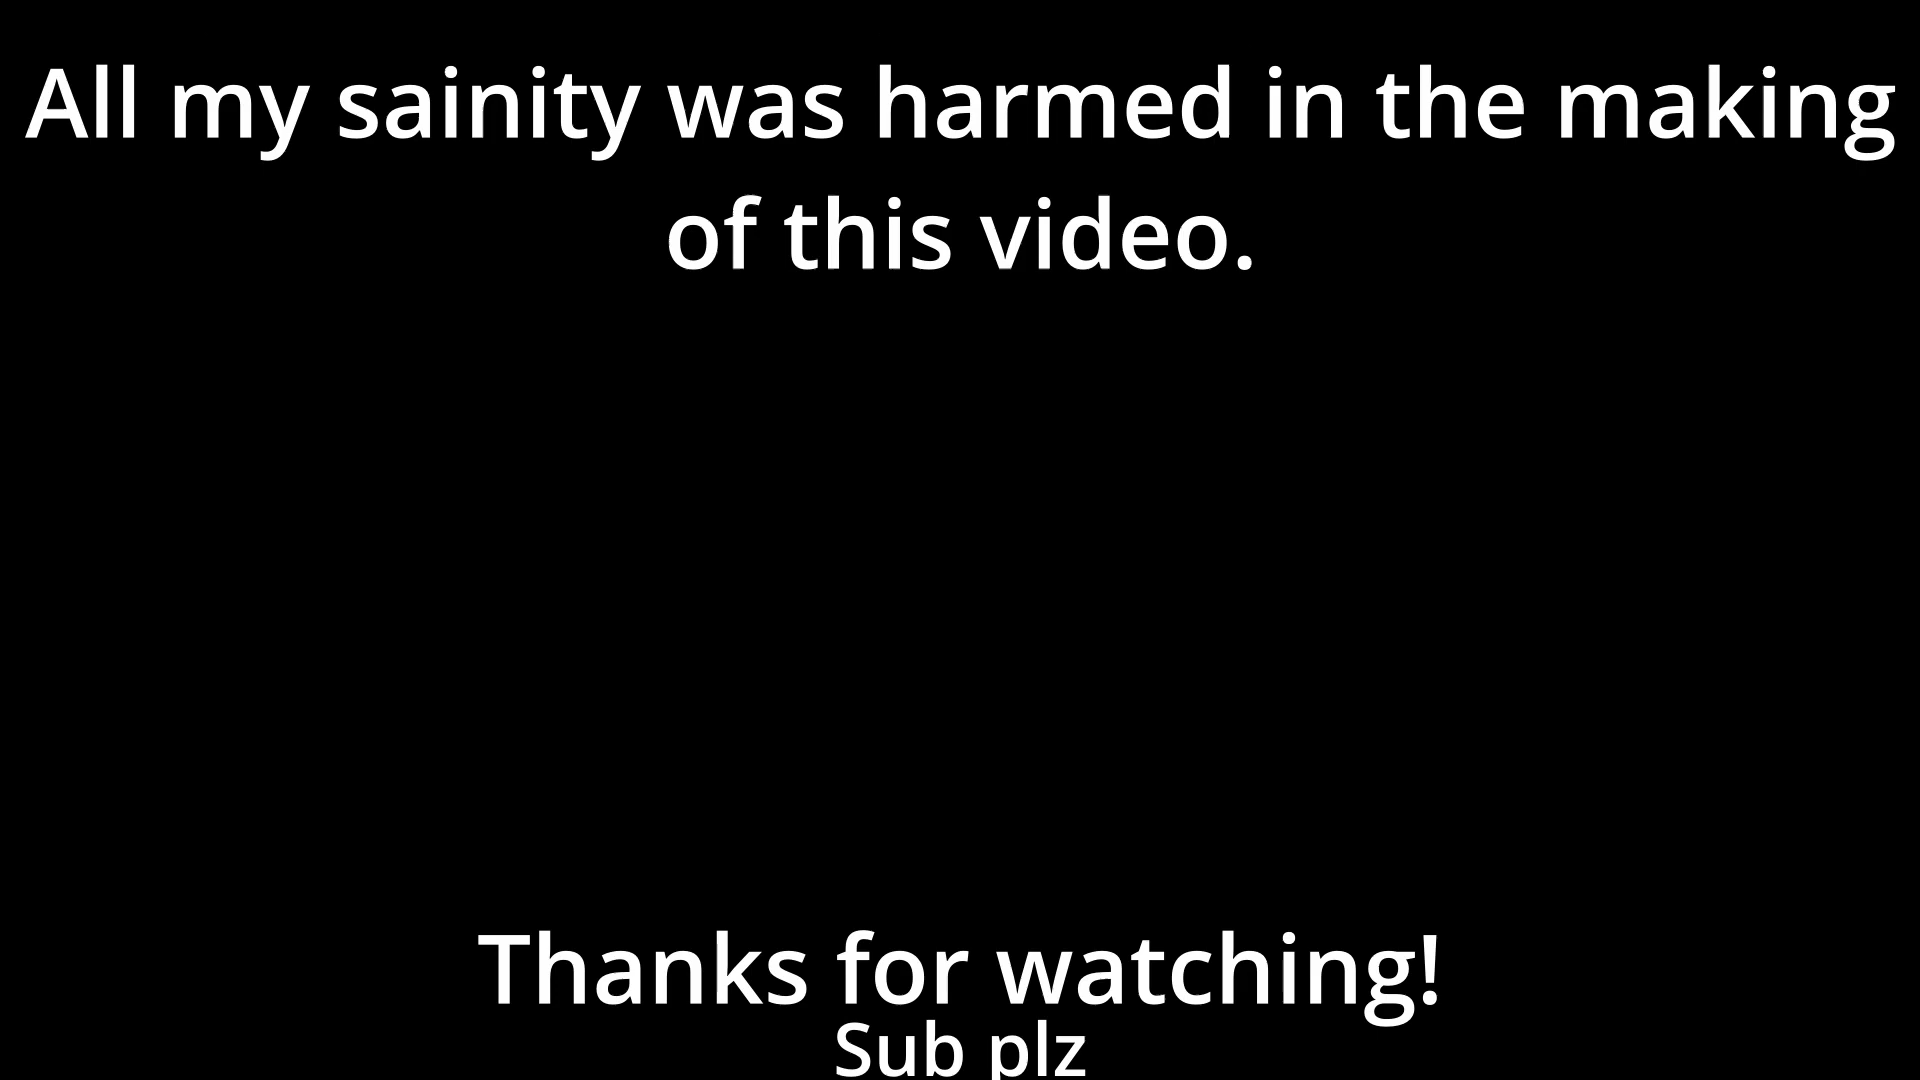 All my sainity was harmed in the making
of this video.
Thanks for watching!
Sub plz